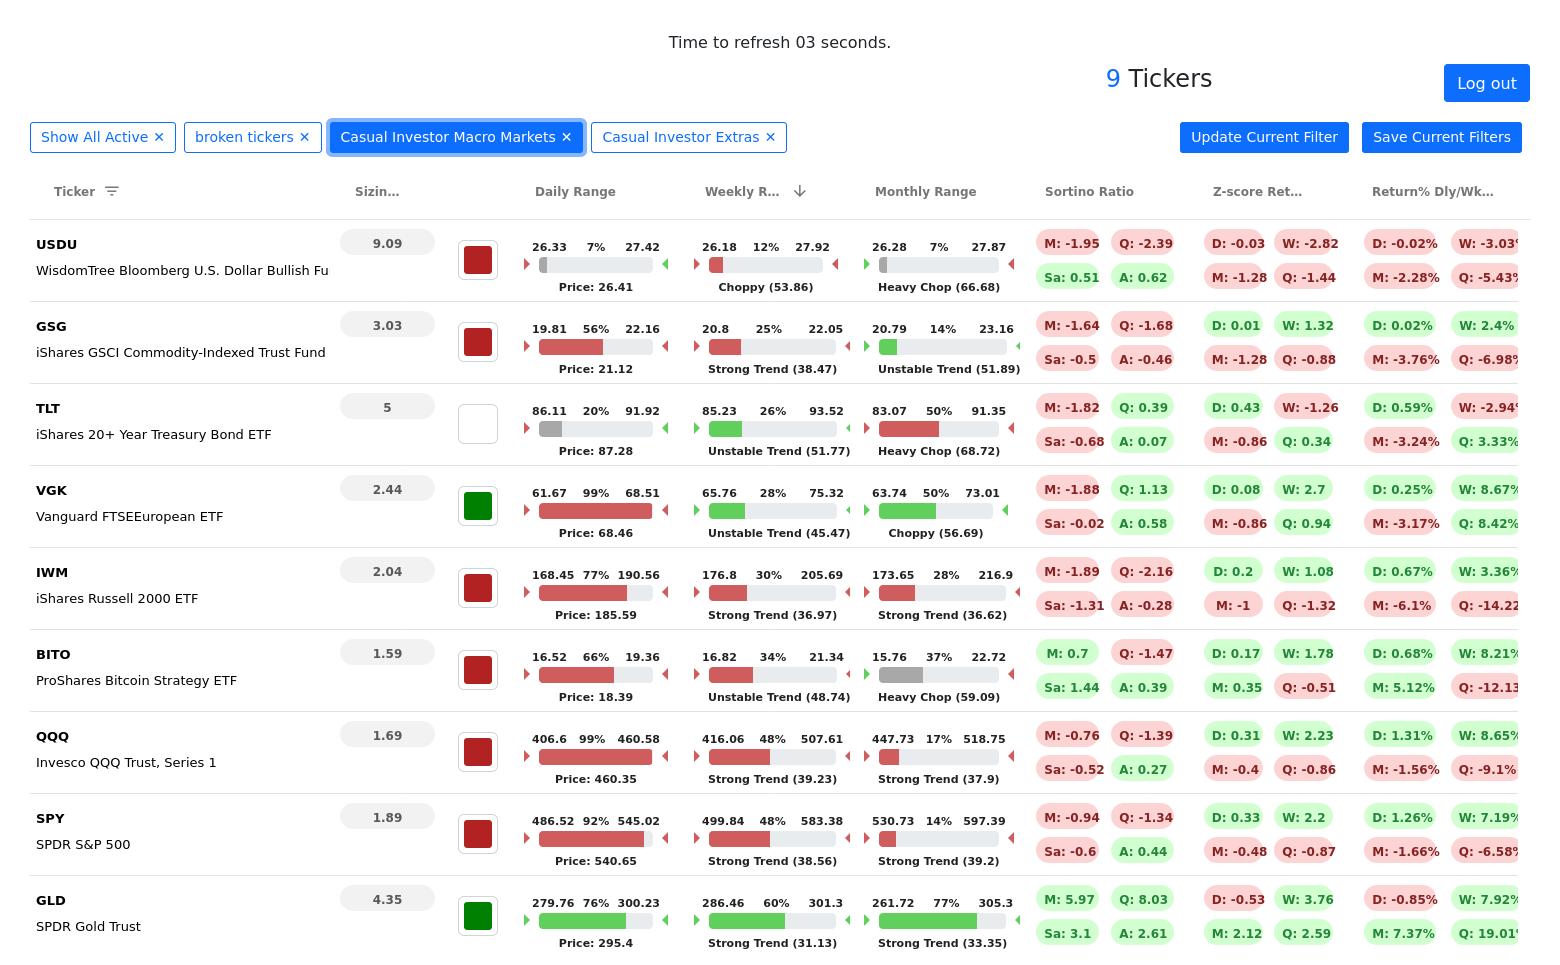 Time to refresh 03 seconds.
9 Tickers
Log out
Show All Active ✕ broken tickers ✕ Casual Investor Macro Markets ✕ Casual Investor Extras ✕ Update Current Filter Save Current Filters
Ticker Sizin... Daily Range Weekly R... Monthly Range Sortino Ratio Z-score Ret... Return% Dly/Wk...
USDU 9.09 26.33 7% 27.42 26.18 12% 27.92 26.28 7% 27.87 M: -1.95 Q: -2.39 D: -0.03 W: -2.82 D: -0.02% W: -3.03%
WisdomTree Bloomberg U.S. Dollar Bullish Fu Price: 26.41 Choppy (53.86) Heavy Chop (66.68) Sa: 0.51 A: 0.62 M: -1.28 Q: -1.44 M: -2.28% Q: -5.43%
GSG 3.03 19.81 56% 22.16 20.8 25% 22.05 20.79 14% 23.16 M: -1.64 Q: -1.68 D: 0.01 W: 1.32 D: 0.02% W: 2.4%
iShares GSCI Commodity-Indexed Trust Fund Price: 21.12 Strong Trend (38.47) Unstable Trend (51.89) Sa: -0.5 A: -0.46 M: -1.28 Q: -0.88 M: -3.76% Q: -6.98%
TLT 5 86.11 20% 91.92 85.23 26% 93.52 83.07 50% 91.35 M: -1.82 Q: 0.39 D: 0.43 W: -1.26 D: 0.59% W: -2.94%
iShares 20+ Year Treasury Bond ETF Price: 87.28 Unstable Trend (51.77) Heavy Chop (68.72) Sa: -0.68 A: 0.07 M: -0.86 Q: 0.34 M: -3.24% Q: 3.33%
VGK 2.44 61.67 99% 68.51 65.76 28% 75.32 63.74 50% 73.01 M: -1.88 Q: 1.13 D: 0.08 W: 2.7 D: 0.25% W: 8.67%
Vanguard FTSEEuropean ETF Price: 68.46 Unstable Trend (45.47) Choppy (56.69) Sa: -0.02 A: 0.58 M: -0.86 Q: 0.94 M: -3.17% Q: 8.42%
IWM 2.04 168.45 77% 190.56 176.8 30% 205.69 173.65 28% 216.9 M: -1.89 Q: -2.16 D: 0.2 W: 1.08 D: 0.67% W: 3.36%
iShares Russell 2000 ETF Price: 185.59 Strong Trend (36.97) Strong Trend (36.62) Sa: -1.31 A: -0.28 M: -1 Q: -1.32 M: -6.1% Q: -14.22
BITO 1.59 16.52 66% 19.36 16.82 34% 21.34 15.76 37% 22.72 M: 0.7 Q: -1.47 D: 0.17 W: 1.78 D: 0.68% W: 8.21%
ProShares Bitcoin Strategy ETF Price: 18.39 Unstable Trend (48.74) Heavy Chop (59.09) Sa: 1.44 A: 0.39 M: 0.35 Q: -0.51 M: 5.12% Q: -12.13
QQQ 1.69 406.6 99% 460.58 416.06 48% 507.61 447.73 17% 518.75 M: -0.76 Q: -1.39 D: 0.31 W: 2.23 D: 1.31% W: 8.65%
Invesco QQQ Trust, Series 1 Price: 460.35 Strong Trend (39.23) Strong Trend (37.9) Sa: -0.52 A: 0.27 M: -0.4 Q: -0.86 M: -1.56% Q: -9.1%
SPY 1.89 486.52 92% 545.02 499.84 48% 583.38 530.73 14% 597.39 M: -0.94 Q: -1.34 D: 0.33 W: 2.2 D: 1.26% W: 7.19%
SPDR S&P 500 Price: 540.65 Strong Trend (38.56) Strong Trend (39.2) Sa: -0.6 A: 0.44 M: -0.48 Q: -0.87 M: -1.66% Q: -6.58%
GLD 4.35 279.76 76% 300.23 286.46 60% 301.3 261.72 77% 305.3 M: 5.97 Q: 8.03 D: -0.53 W: 3.76 D: -0.85% W: 7.92%
SPDR Gold Trust Price: 295.4 Strong Trend (31.13) Strong Trend (33.35) Sa: 3.1 A: 2.61 M: 2.12 Q: 2.59 M: 7.37% Q: 19.01%